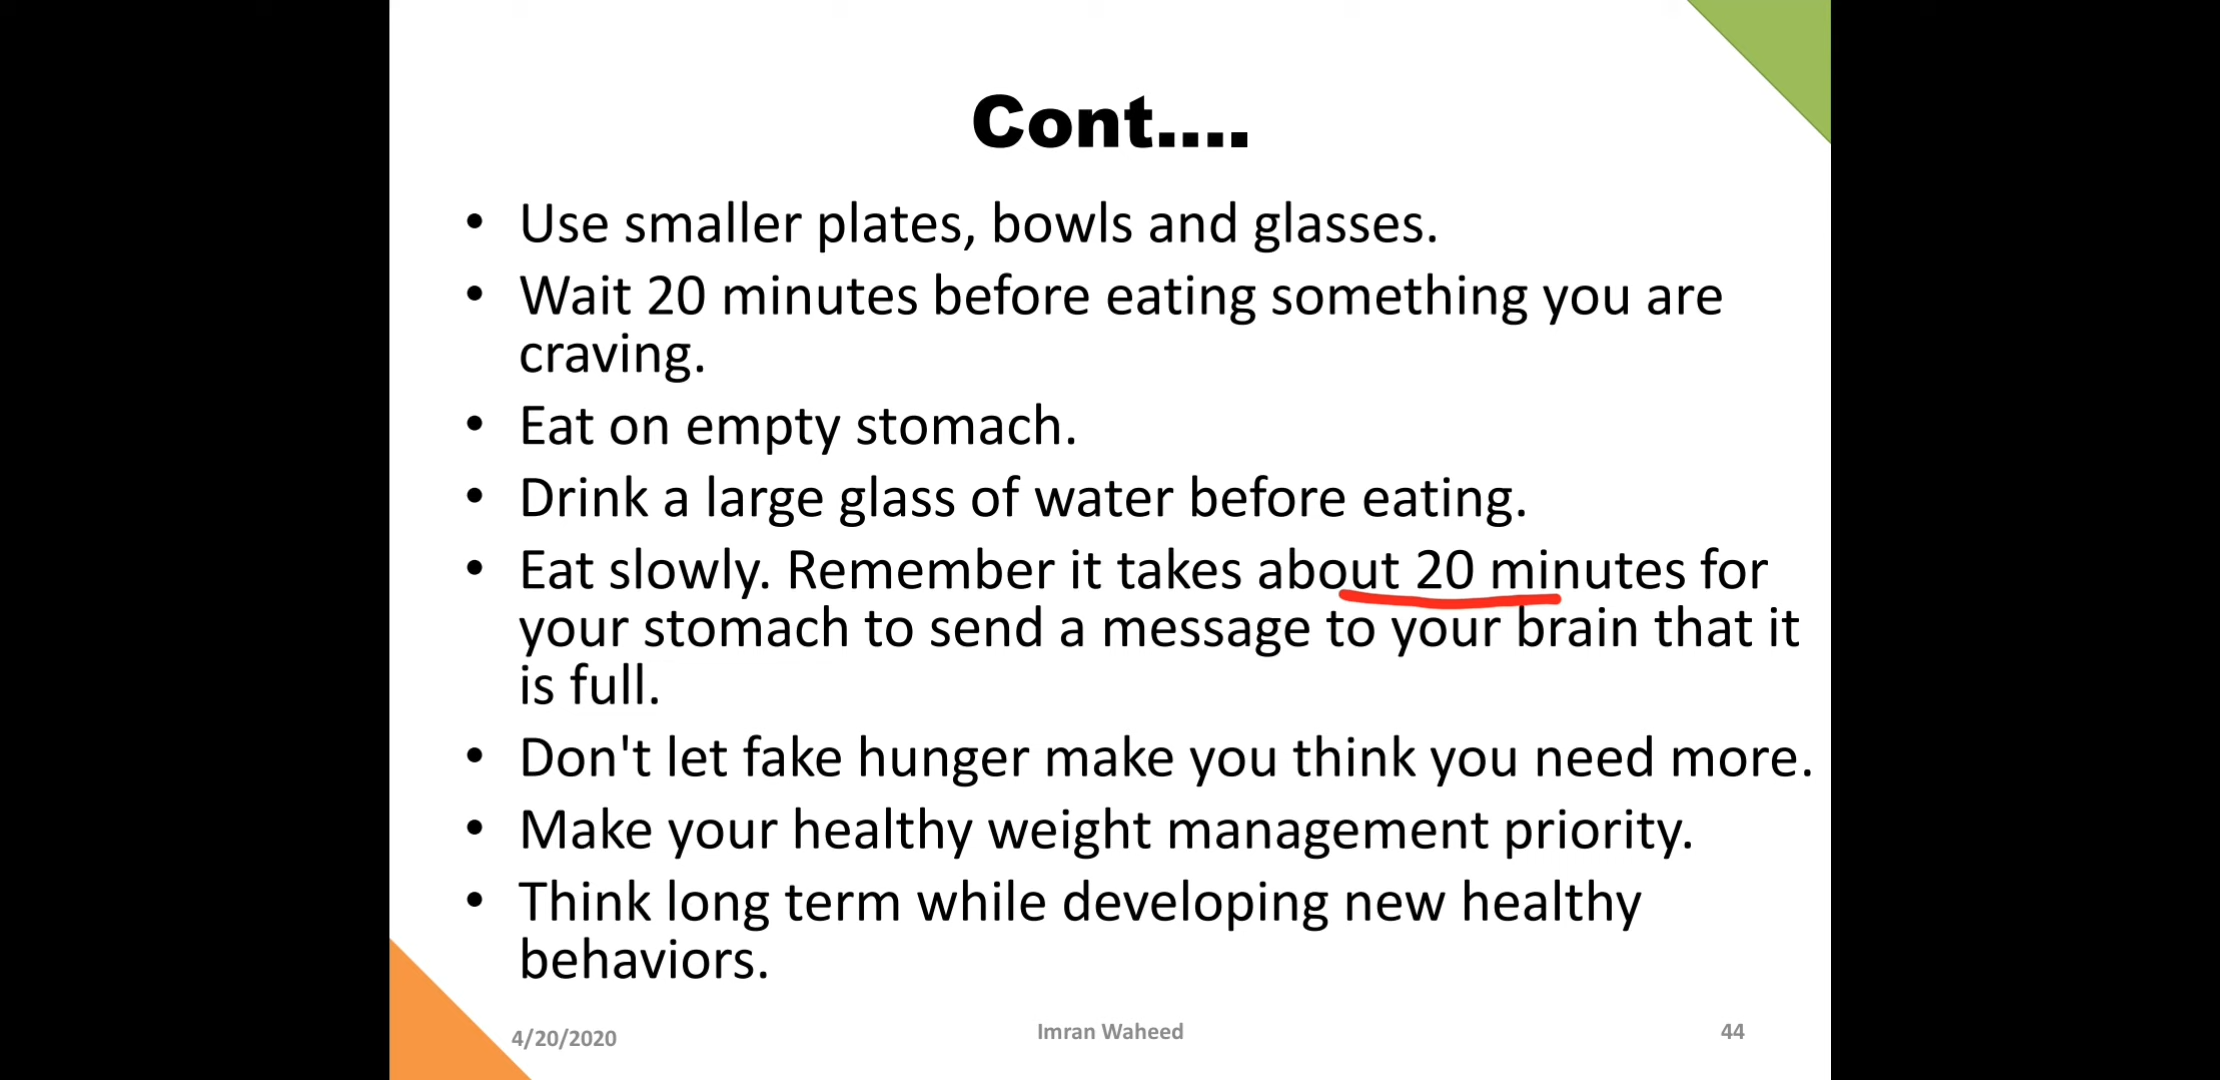 Cont....
• Use smaller plates, bowls and glasses.
• Wait 20 minutes before eating something you are
craving.
• Eat on empty stomach.
• Drink a large glass of water before eating.
• Eat slowly. Remember it takes about 20 minutes for
your stomach to send a message to your brain that it
is full.
• Don't let fake hunger make you think you need more.
• Make your healthy weight management priority.
• Think long term while developing new healthy
behaviors.
4/20/2020
Imran Waheed
44